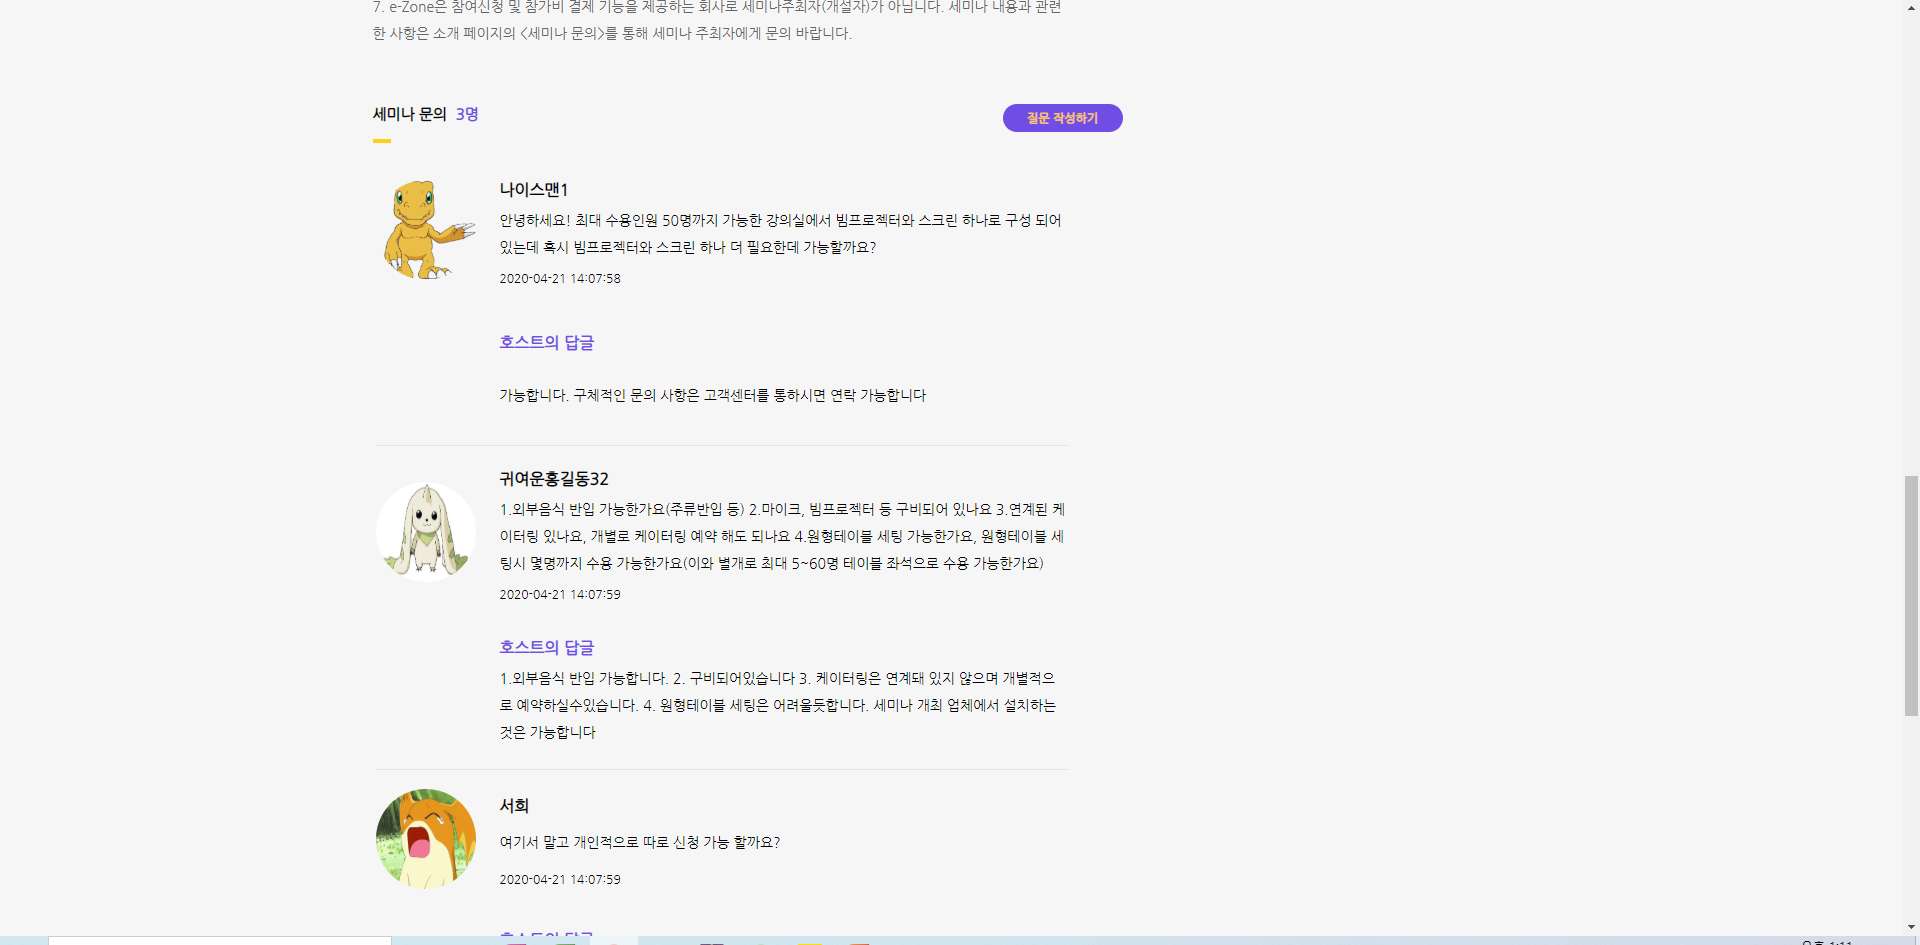 7. e-Zone은 참여신청 및 참가비 결제 기능을 제공하는 회사로 세미나주최자(개설자)가 아닙니다. 세미나 내용과 관련
한 사항은 소개 페이지의 <세미나 문의>를 통해 세미나 주최자에게 문의 바랍니다.
세미나 문의 3명
질문 작성하기
나이스맨1
안녕하세요! 최대 수용인원 50명까지 가능한 강의실에서 빔프로젝터와 스크린 하나로 구성 되어
있는데 혹시 빔프로젝터와 스크린 하나 더 필요한데 가능할까요?
2020-04-21 14:07:58
호스트의 답글
가능합니다. 구체적인 문의 사항은 고객센터를 통하시면 연락 가능합니다
귀여운홍길동32
1.외부음식 반입 가능한가요(주류반입 등) 2.마이크, 빔프로젝터 등 구비되어 있나요 3.연계된 케
이터링 있나요, 개별로 케이터링 예약 해도 되나요 4.원형테이블 세팅 가능한가요, 원형테이블 세
팅시 몇명까지 수용 가능한가요(이와 별개로 최대 5~60명 테이블 좌석으로 수용 가능한가요)
2020-04-21 14:07:59
호스트의 답글
1.외부음식 반입 가능합니다. 2. 구비되어있습니다 3. 케이터링은 연계돼 있지 않으며 개별적으
로 예약하실수있습니다. 4. 원형테이블 세팅은 어려울듯합니다. 세미나 개최 업체에서 설치하는
것은 가능합니다
서희
여기서 말고 개인적으로 따로 신청 가능 할까요?
2020-04-21 14:07:59
호스트의 답글